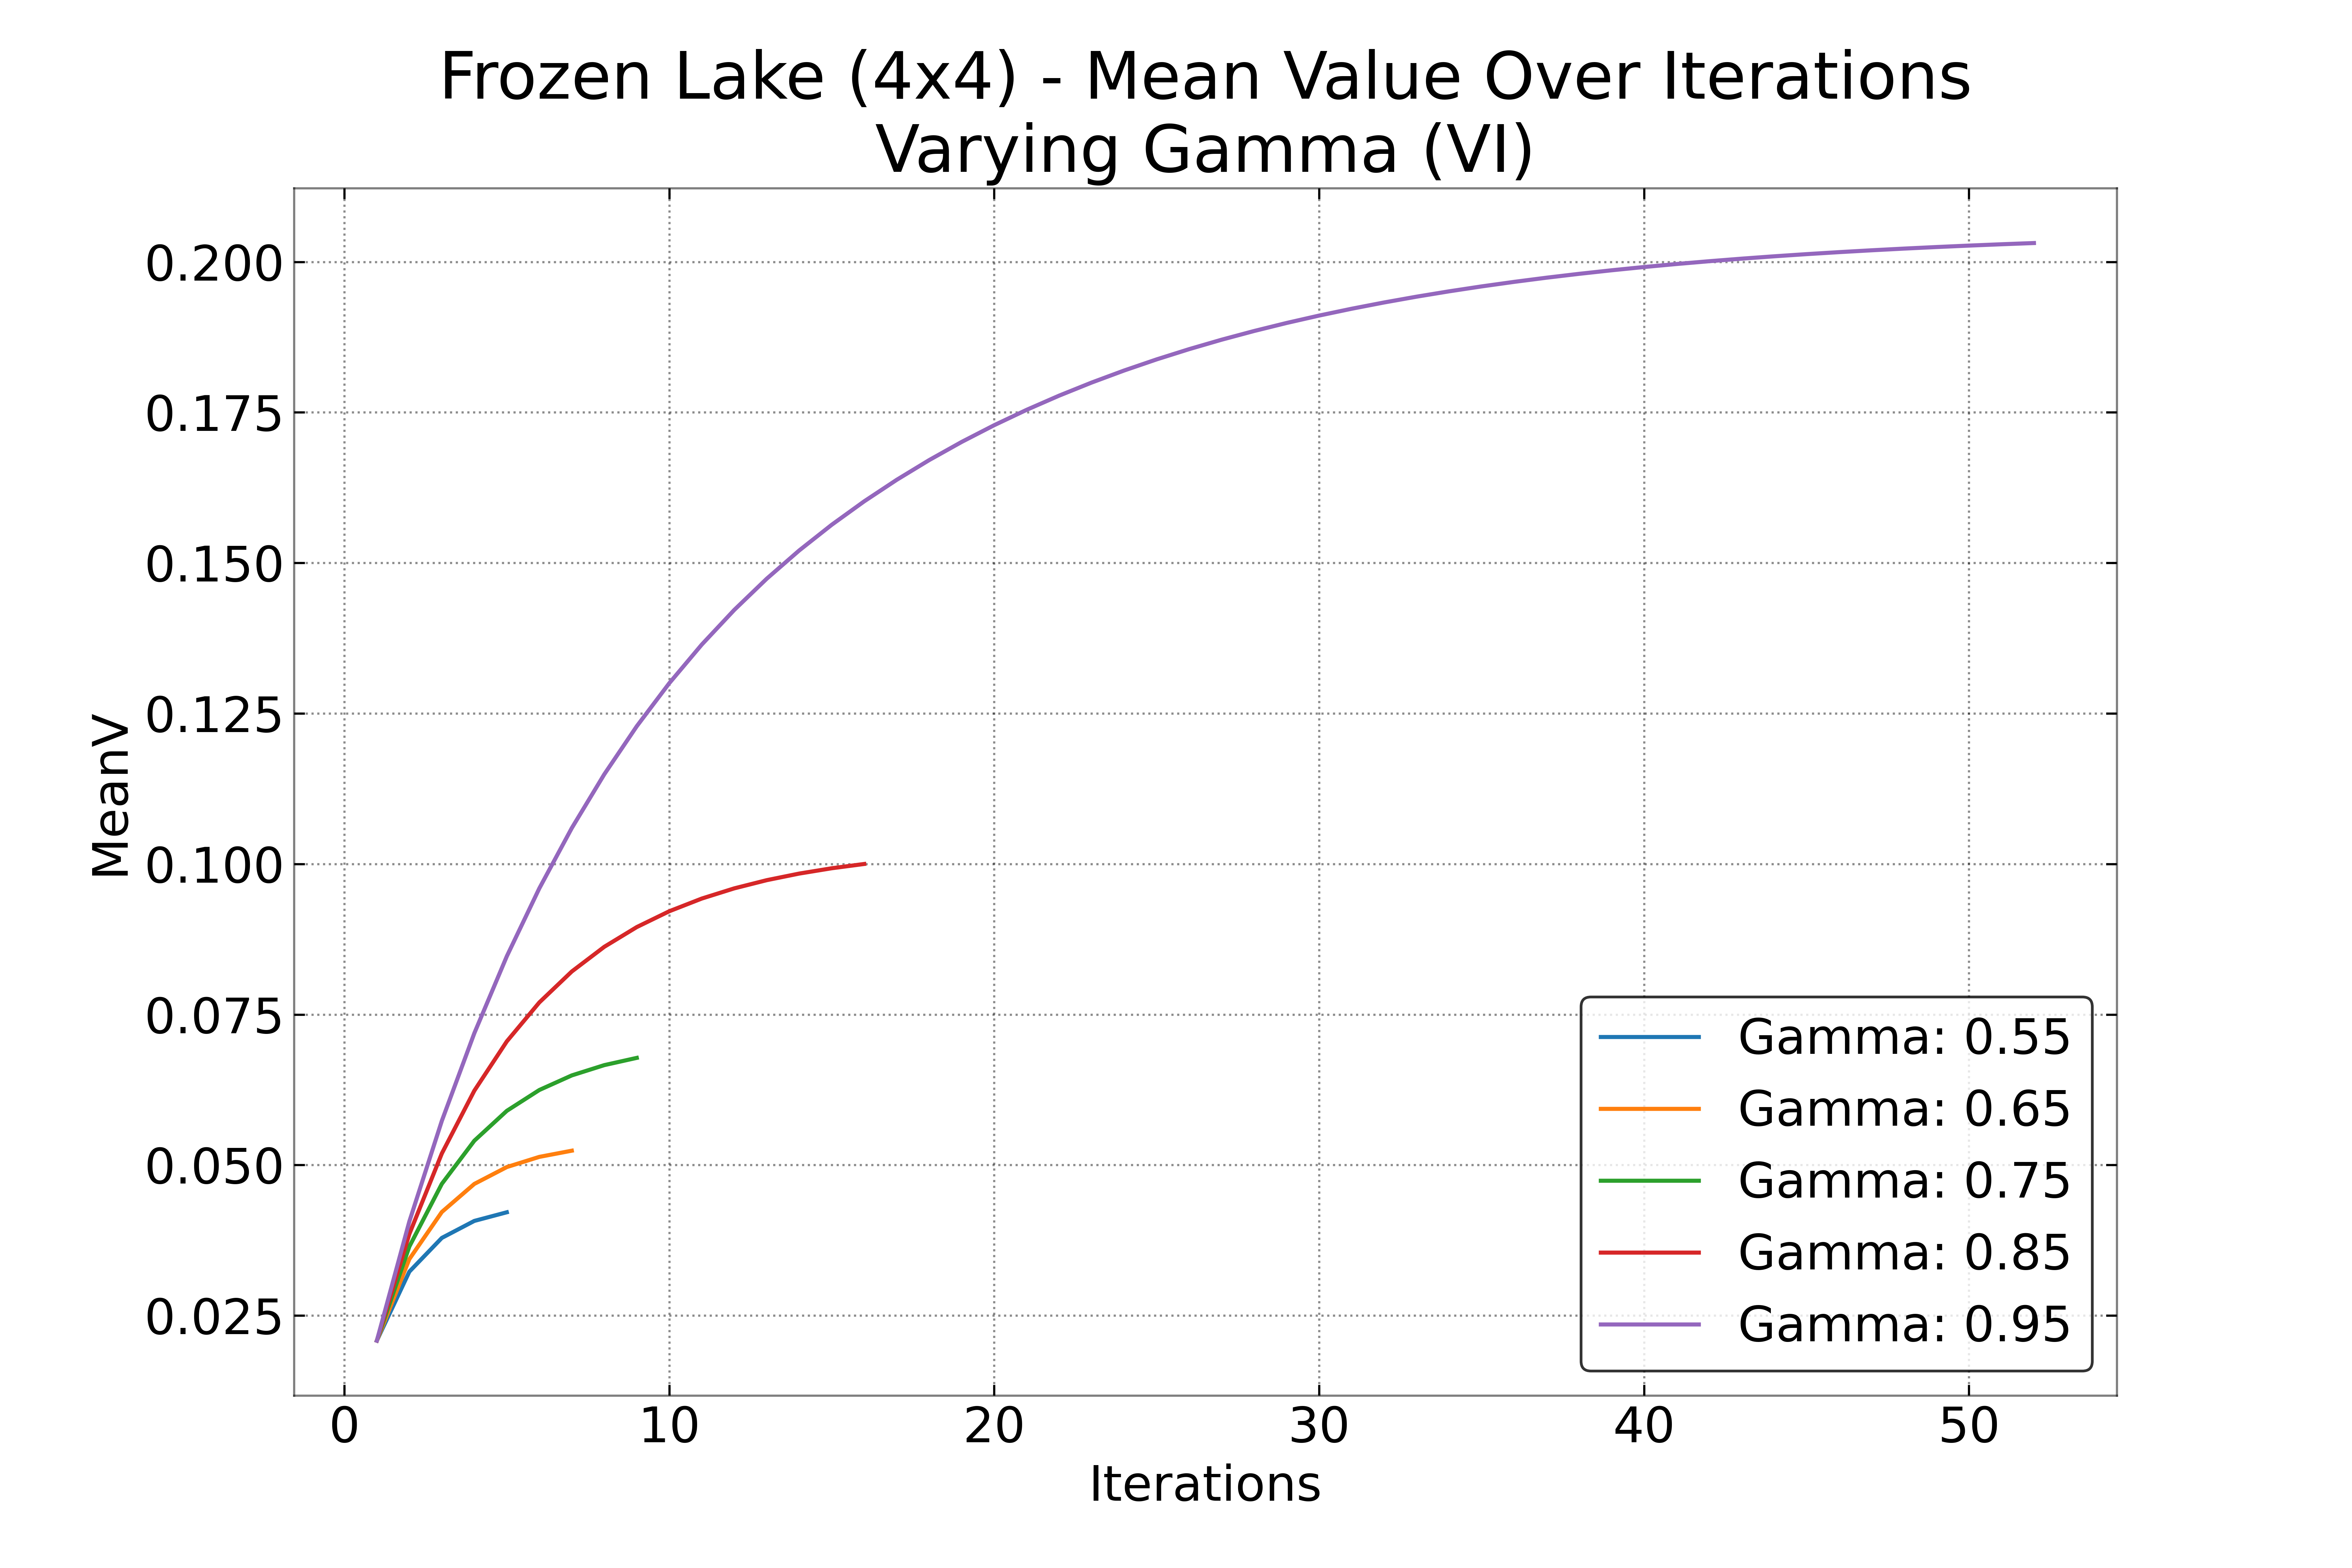 Frozen Lake (4x4) - Mean Value Over Iterations
Varying Gamma (VI)
MeanV
0.200
0.175
0.150
0.125
0.100
0.075
0.050
0.025
Gamma: 0.55
Gamma: 0.65
Gamma: 0.75
Gamma: 0.85
Gamma: 0.95
0 10 20 30 40 50
Iterations